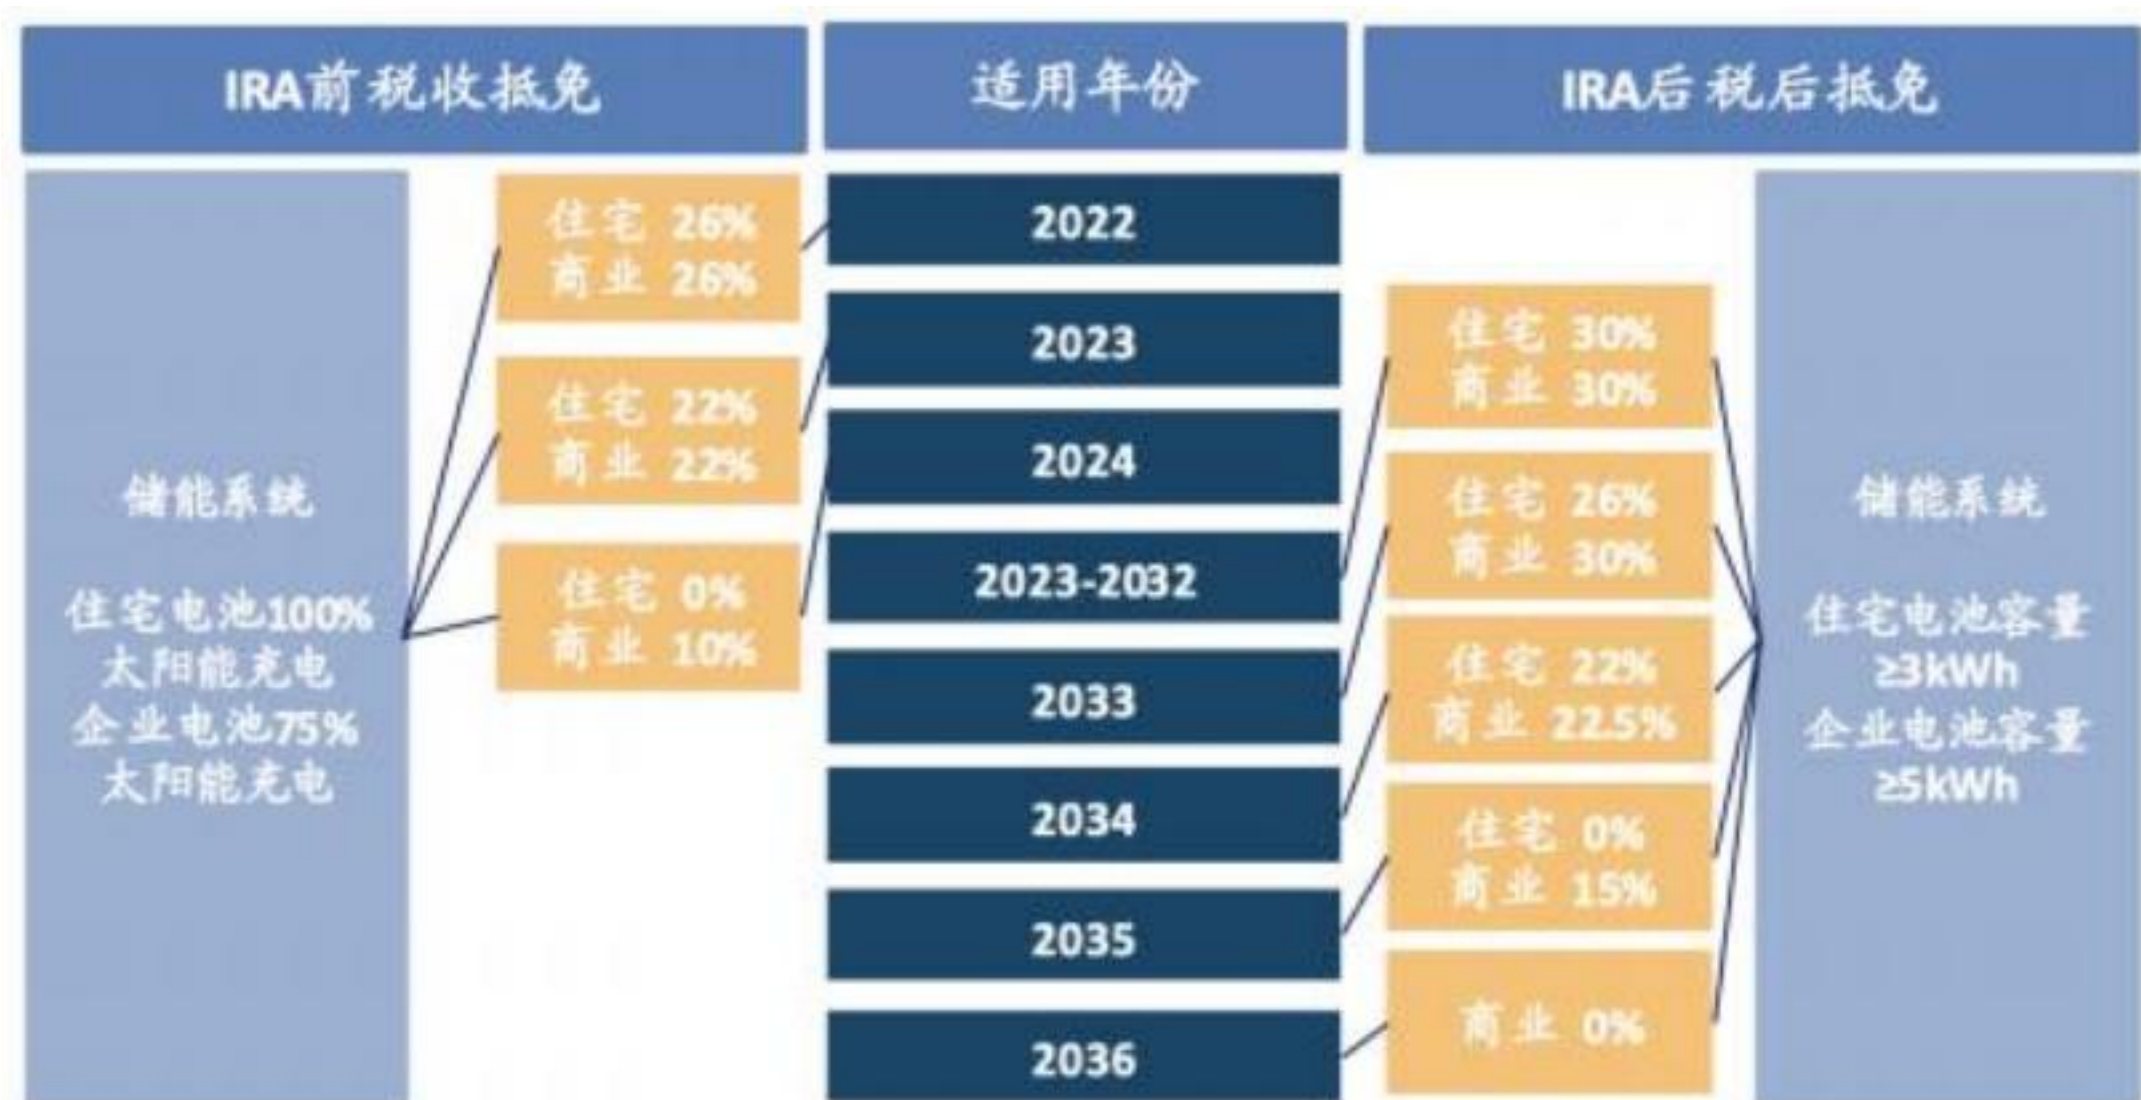 IRA前税收抵免
适用年份
IRA后税后抵免
储能系统
住宅电池100%
太阳能充电
企业电池75%
太阳能充电
住宅 26%
商业 26%
住宅 22%
商业 22%
住宅 0%
商业 10%
2022
2023
2024
2023-2032
2033
2034
2035
2036
住宅 30%
商业 30%
住宅 26%
商业 30%
住宅 22%
商业 22.5%
住宅 0%
商业 15%
商业 0%
储能系统
住宅电池容量
≥3kWh
企业电池容量
≥5kWh